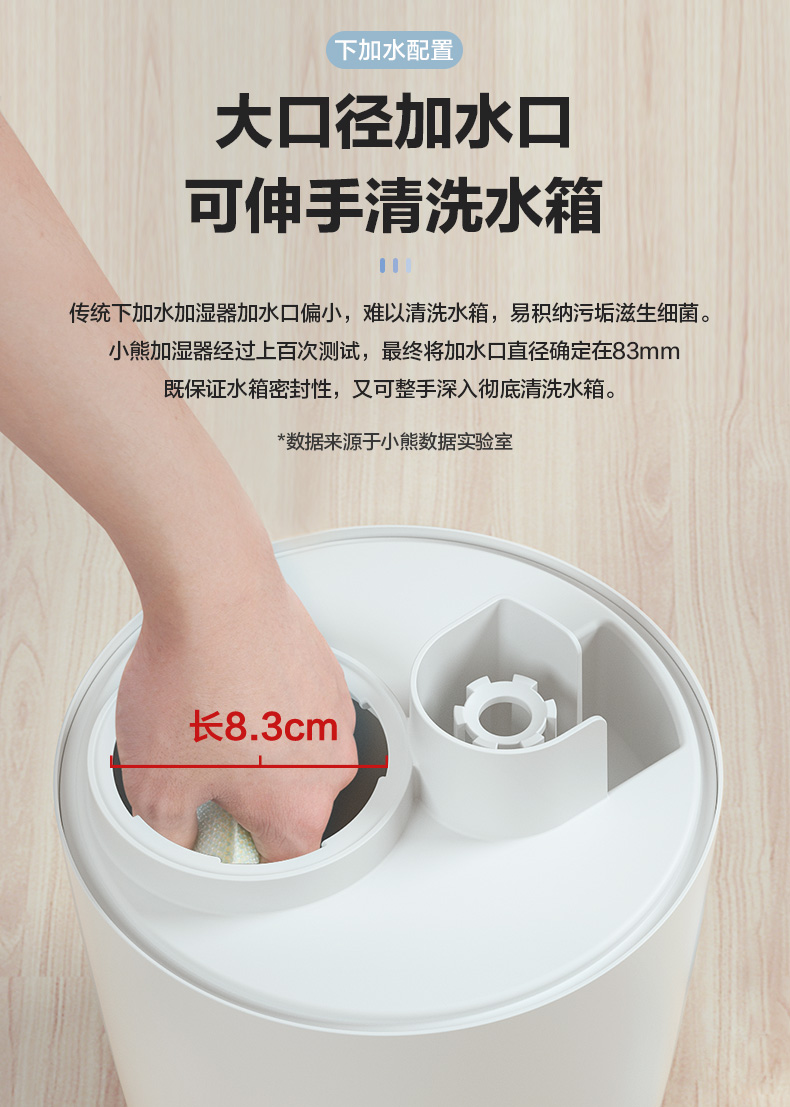 下加水配置
大口径加水口
可伸手清洗水箱
传统下加水加湿器加水口偏小，难以清洗水箱，易积纳污垢滋生细菌。
小熊加湿器经过上百次测试，最终将加水口直径确定在83mm
既保证水箱密封性，又可整手深入彻底清洗水箱。
*数据来源于小熊数据实验室
长8.3cm